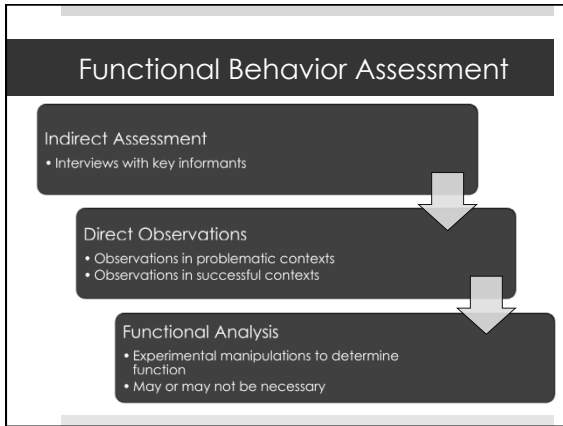 Functional Behavior Assessment
Indirect Assessment
• Interviews with key informants
Direct Observations
• Observations in problematic contexts
• Observations in successful contexts
Functional Analysis
• Experimental manipulations to determine
function
• May or may not be necessary